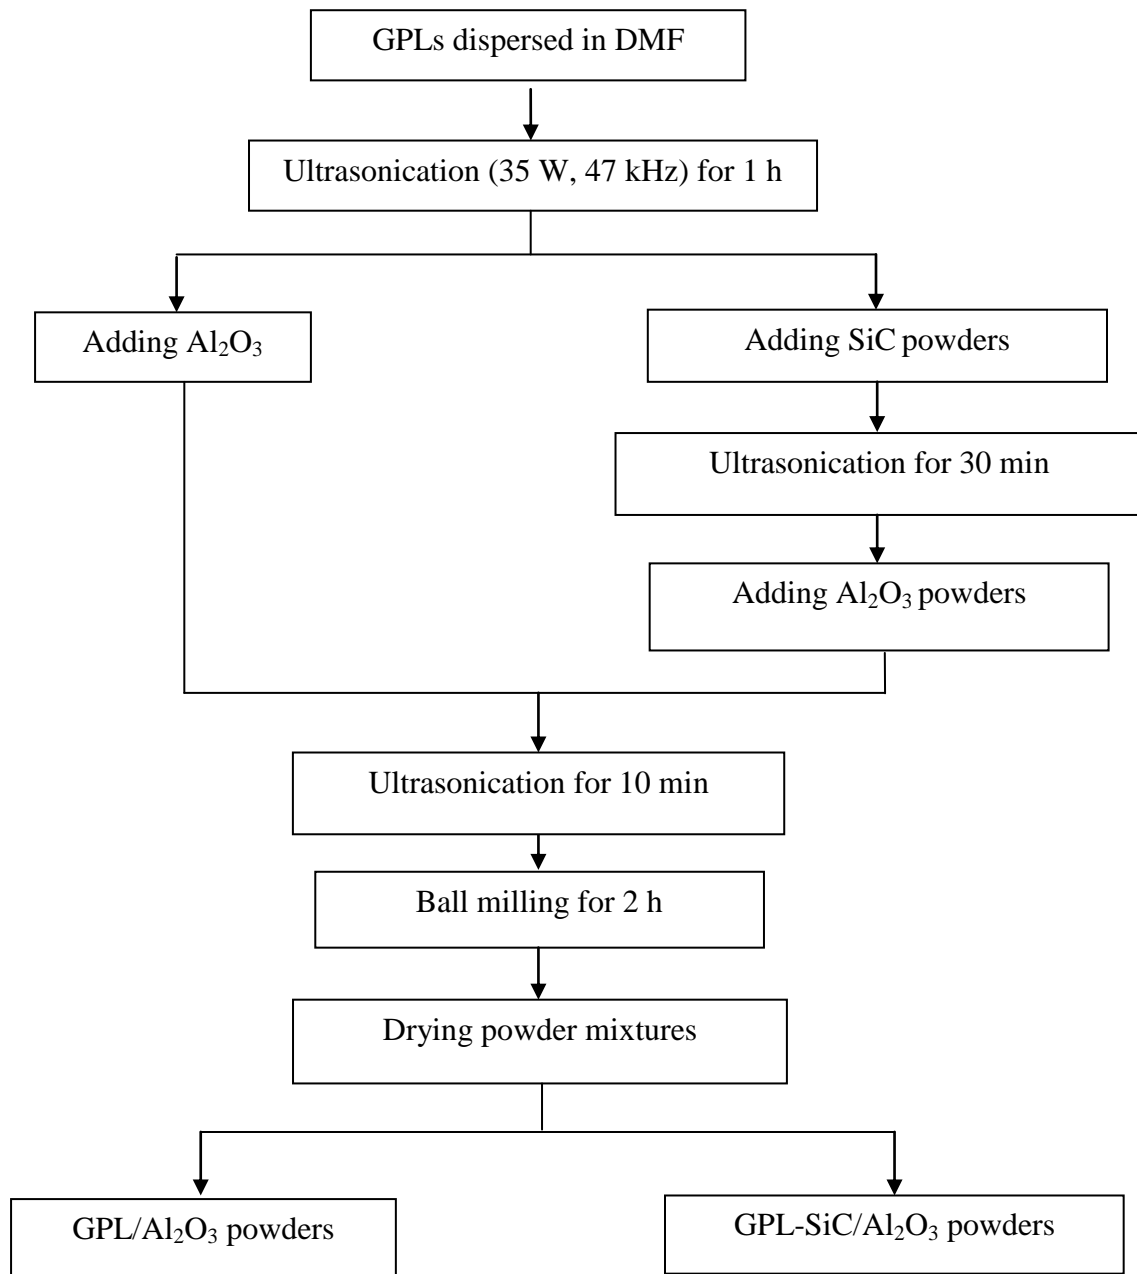 GPLs dispersed in DMF
Ultrasonication (35 W, 47 kHz) for 1 h
Adding Al₂O₃
Adding SiC powders
Ultrasonication for 30 min
Adding Al₂O₃ powders
Ultrasonication for 10 min
Ball milling for 2 h
Drying powder mixtures
GPL/Al₂O₃ powders
GPL-SiC/Al₂O₃ powders